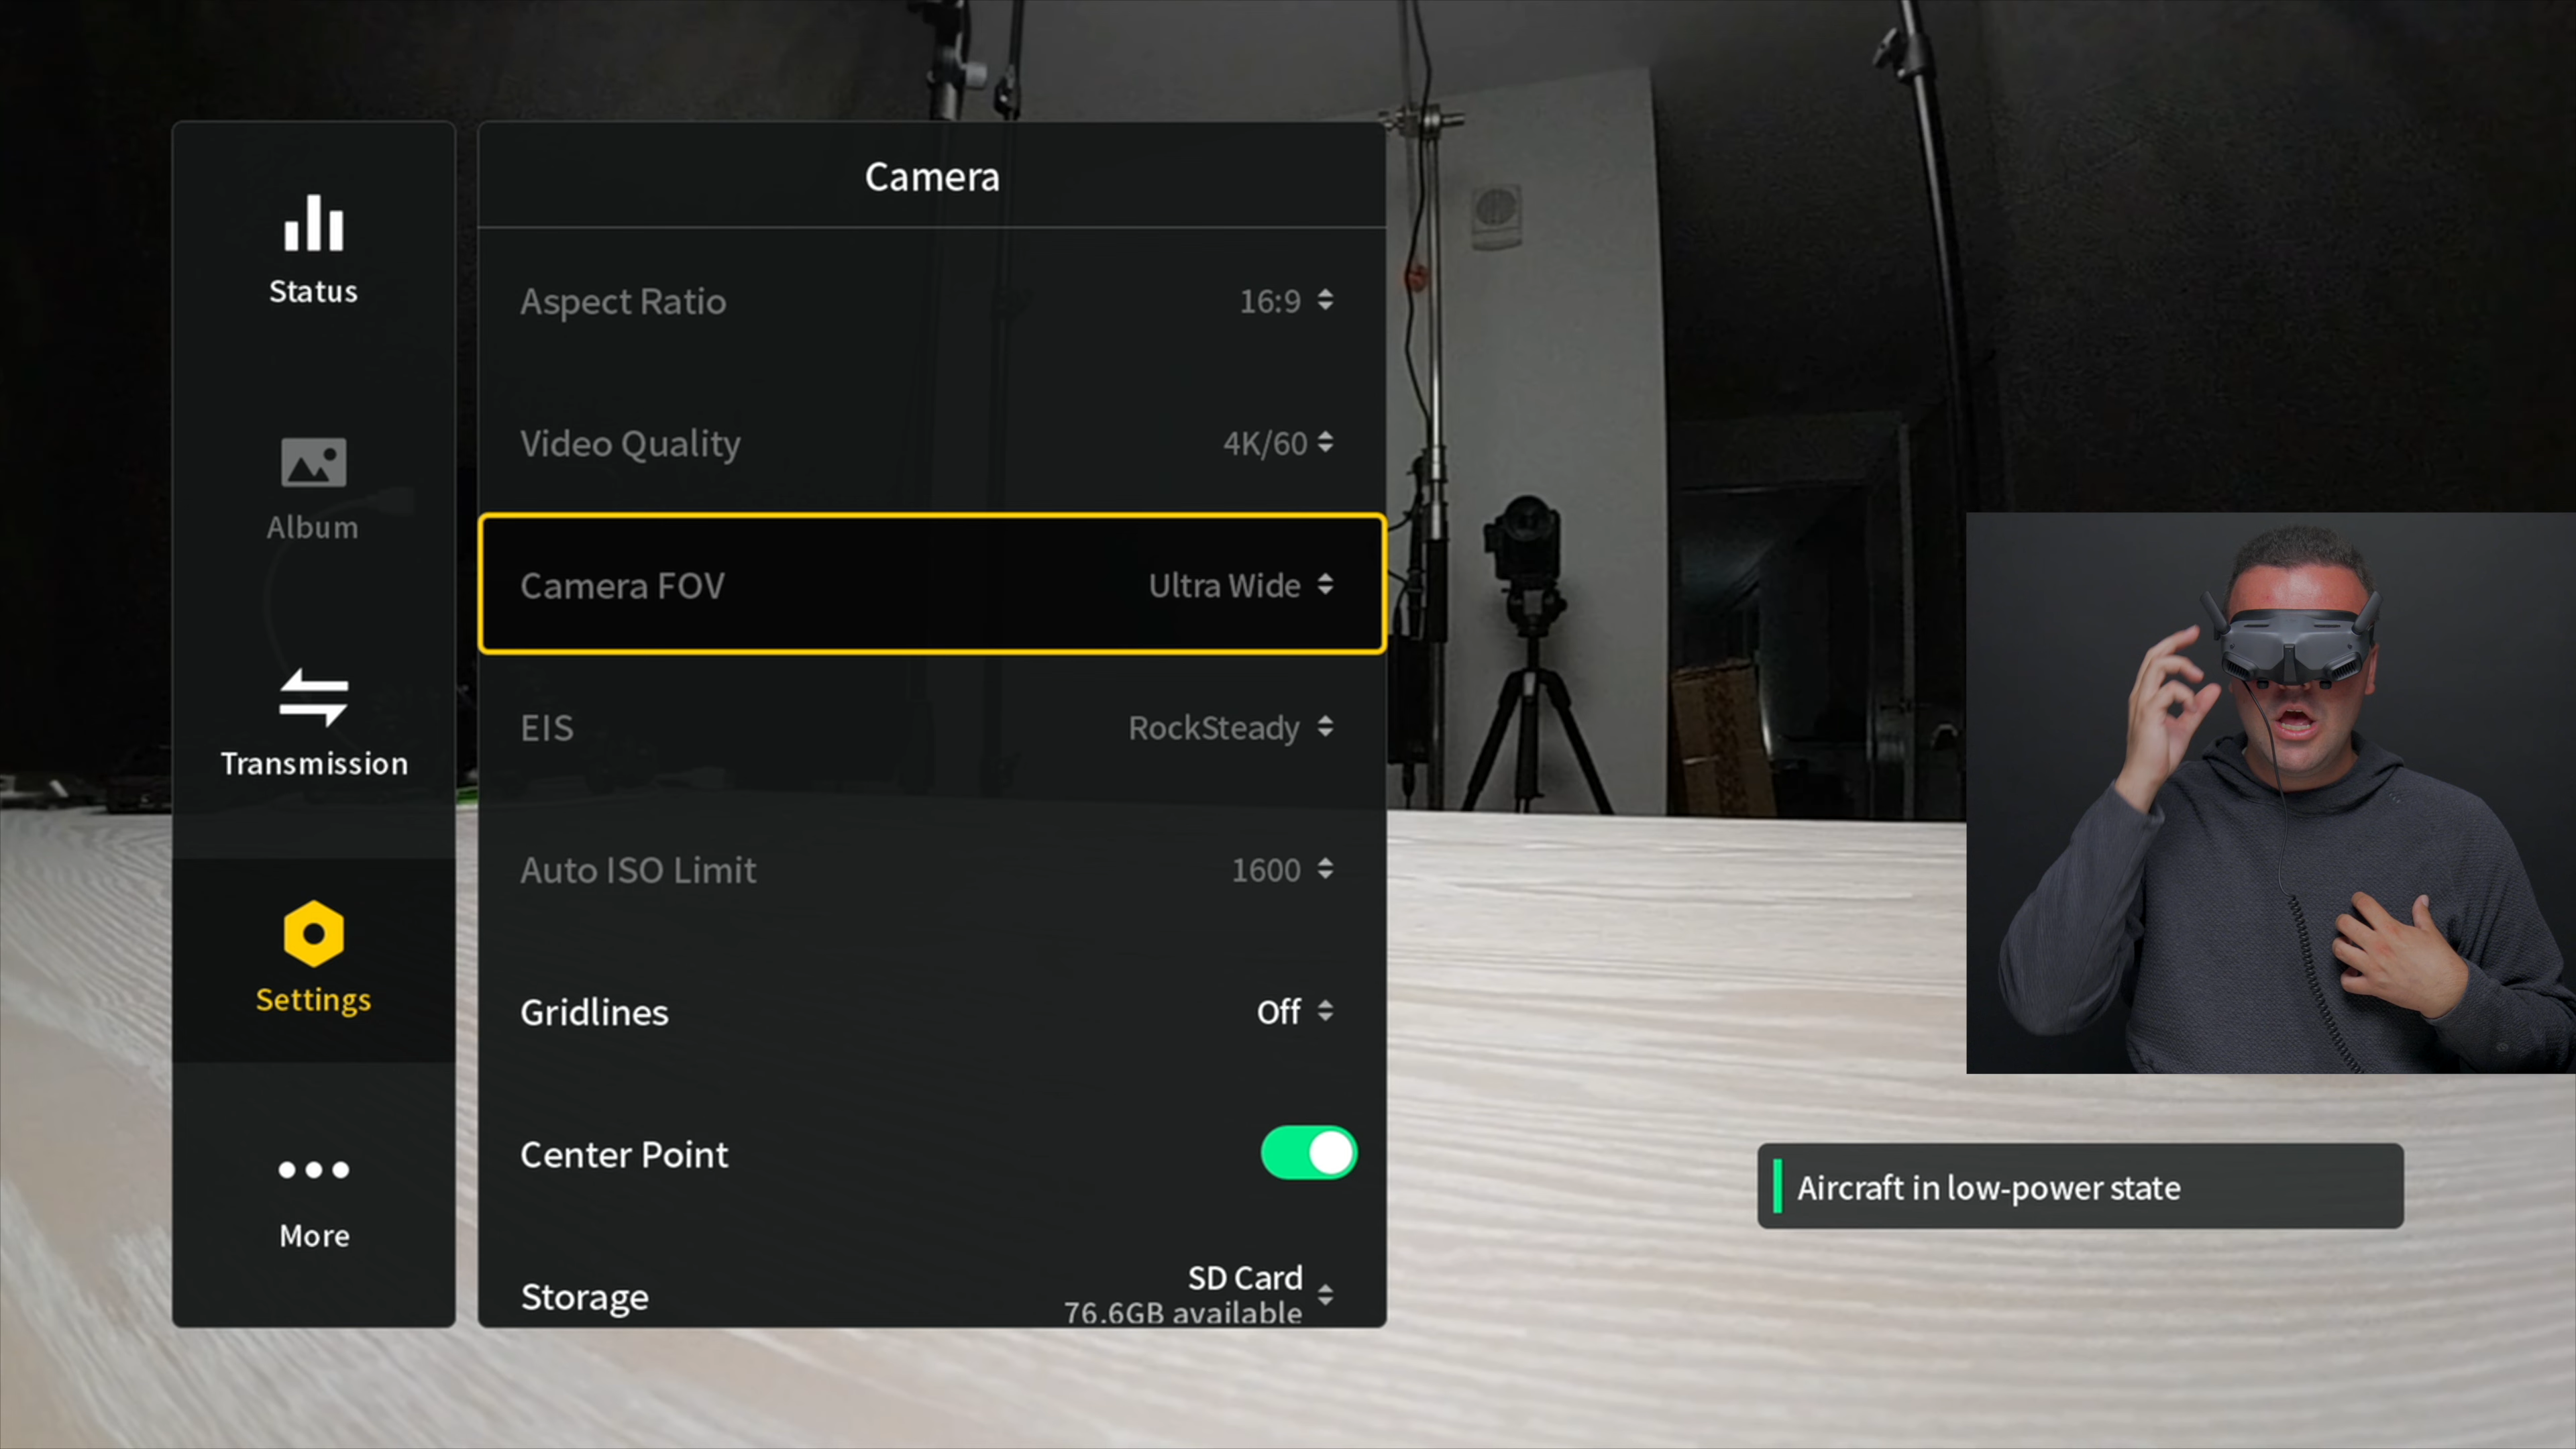 Status
Album
Transmission
Settings
More
Camera
Aspect Ratio 16:9
Video Quality 4K/60
Camera FOV Ultra Wide
EIS RockSteady
Auto ISO Limit 1600
Gridlines Off
Center Point
Storage SD Card
76.6GB available
Aircraft in low-power state